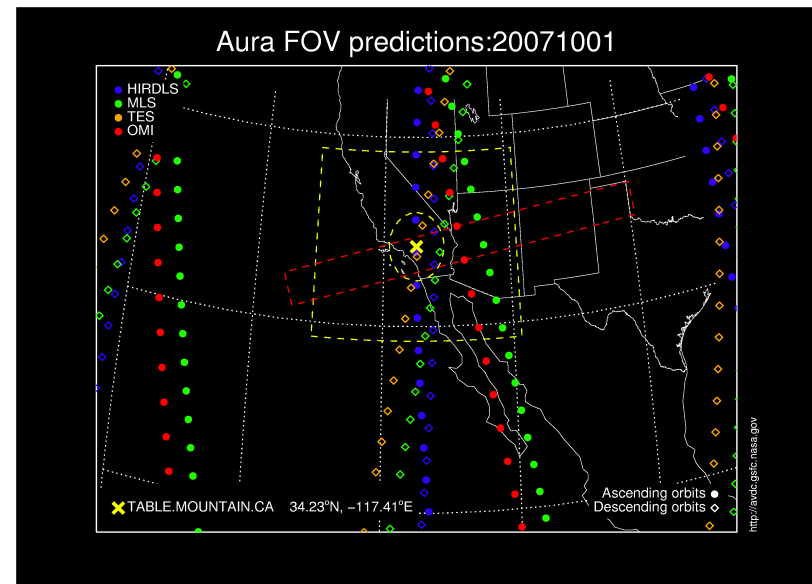 Aura FOV predictions:20071001
HIRDLS
MLS
TES
OMI
TABLE.MOUNTAIN.CA 34.23°N, −117.41°E
Ascending orbits
Descending orbits
http://avdc.gsfc.nasa.gov